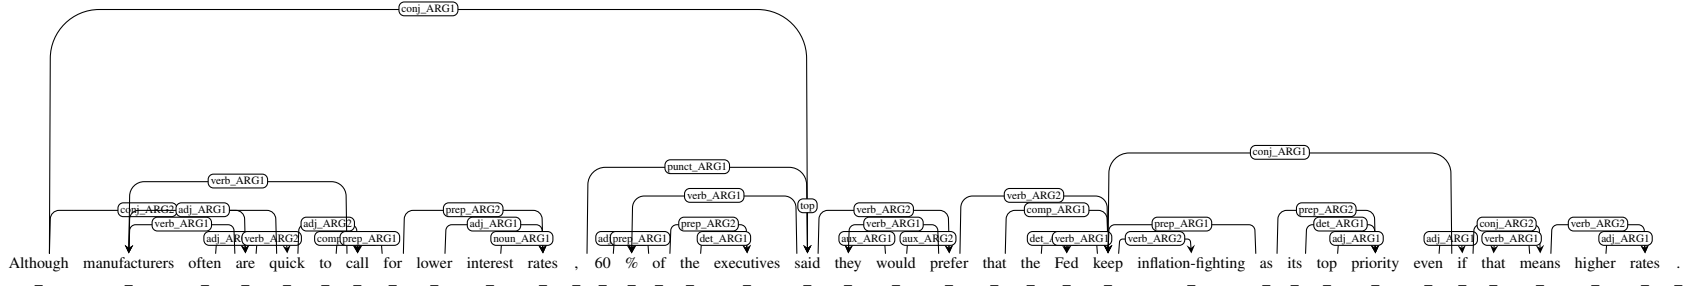 conj_ARG1
conj_ARG1
punct_ARG1
verb_ARG1
verb_ARG1 verb_ARG2
top
conj_ARG2 adj_ARG1 prep_ARG2 verb_ARG2 comp_ARG1 prep_ARG2
verb_ARG1 adj_ARG2 adj_ARG1 prep_ARG2 verb_ARG1 prep_ARG1 det_ARG1 conj_ARG2 verb_ARG2
verb_ARG2 prep_ARG1 noun_ARG1 prep_ARG1 det_ARG1 aux_ARG1 aux_ARG2 verb_ARG1 verb_ARG2 adj_ARG1 adj_ARG1 verb_ARG1 adj_ARG1
Although manufacturers often are quick to call for lower interest rates , 60 % of the executives said they would prefer that the Fed keep inflation-fighting as its top priority even if that means higher rates .
_ _ _ _ _ _ _ _ _ _ _ _ _ _ _ _ _ _ _ _ _ _ _ _ _ _ _ _ _ _ _ _ _ _ _ _ _ _